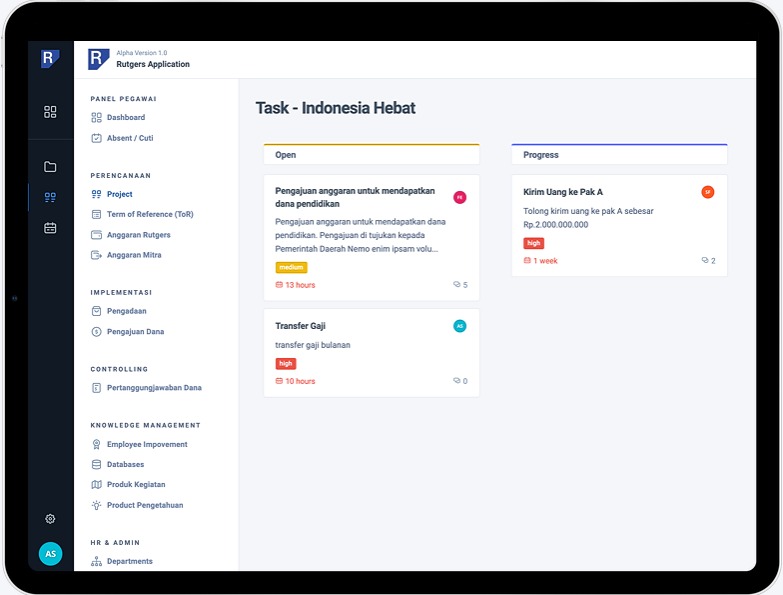 R
R
Alpha Version 1.0
Rutgers Application
PANEL PEGAWAI
Dashboard
Absent / Cuti
PERENCANAAN
Project
Term of Reference (ToR)
Anggaran Rutgers
Anggaran Mitra
IMPLEMENTASI
Pengadaan
Pengajuan Dana
CONTROLLING
Pertanggungjawaban Dana
KNOWLEDGE MANAGEMENT
Employee Impovement
Databases
Produk Kegiatan
Product Pengetahuan
HR & ADMIN
Departments
AS
Task - Indonesia Hebat
Open
Pengajuan anggaran untuk mendapatkan
dana pendidikan
Pengajuan anggaran untuk mendapatkan dana
pendidikan. Pengajuan di tujukan kepada
Pemerintah Daerah Nemo enim ipsam volu...
medium
13 hours
5
Transfer Gaji
AS
transfer gaji bulanan
high
10 hours
0
Progress
Kirim Uang ke Pak A
Tolong kirim uang ke pak A sebesar
Rp.2.000.000.000
high
1 week
2